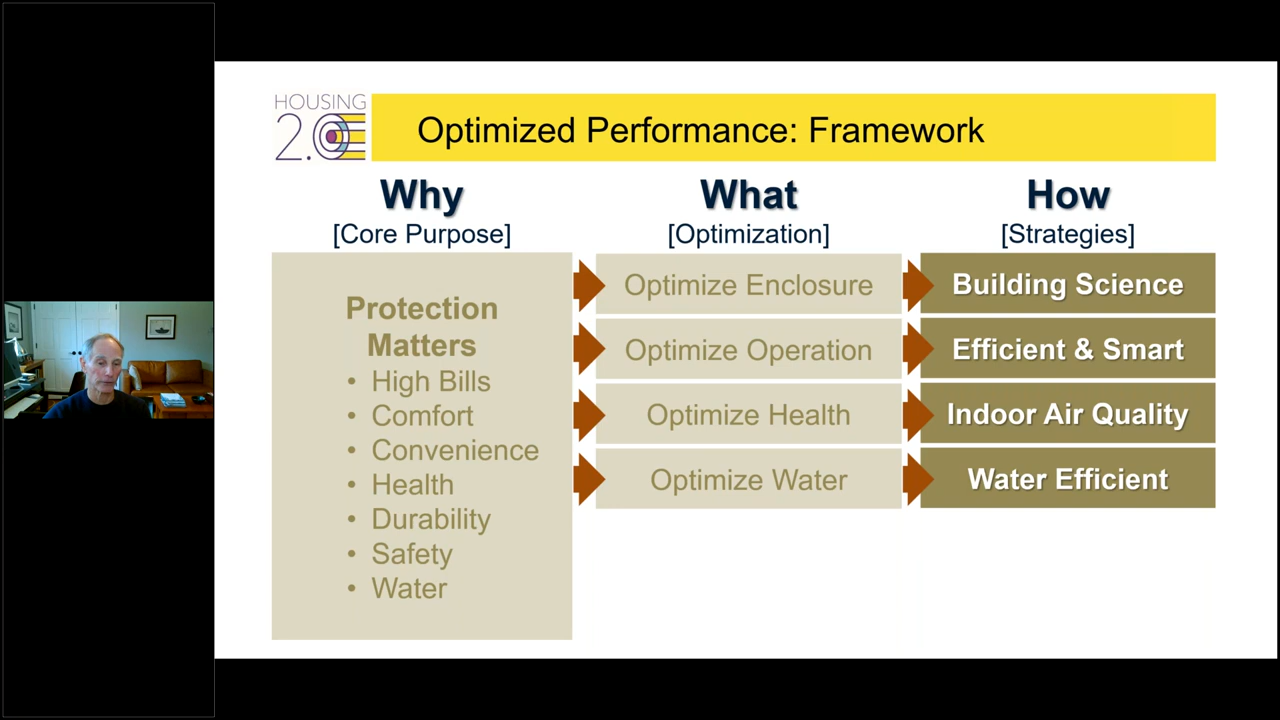 HOUSING
2.0
Optimized Performance: Framework
Why
[Core Purpose]
What
[Optimization]
How
[Strategies]
Protection
Matters
• High Bills
• Comfort
• Convenience
• Health
• Durability
• Safety
• Water
Optimize Enclosure
Optimize Operation
Optimize Health
Optimize Water
Building Science
Efficient & Smart
Indoor Air Quality
Water Efficient